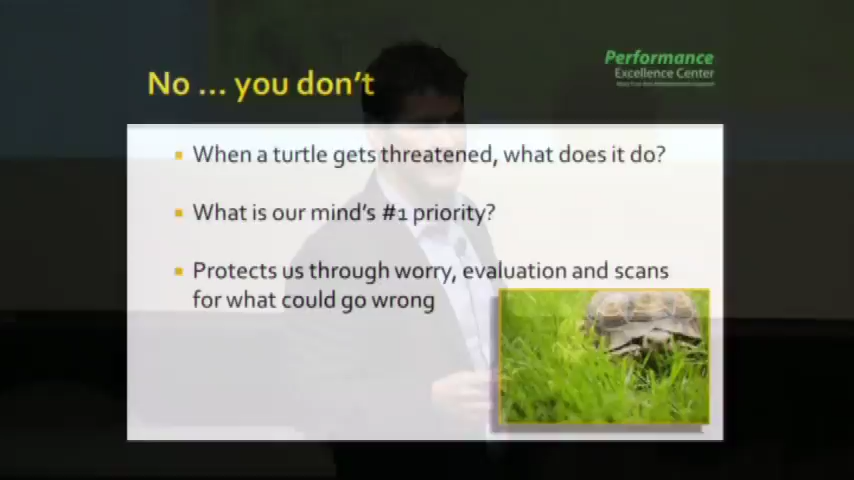 No ... you don't
Performance
Excellence Center
When a turtle gets threatened, what does it do?
What is our mind's #1 priority?
Protects us through worry, evaluation and scans
for what could go wrong